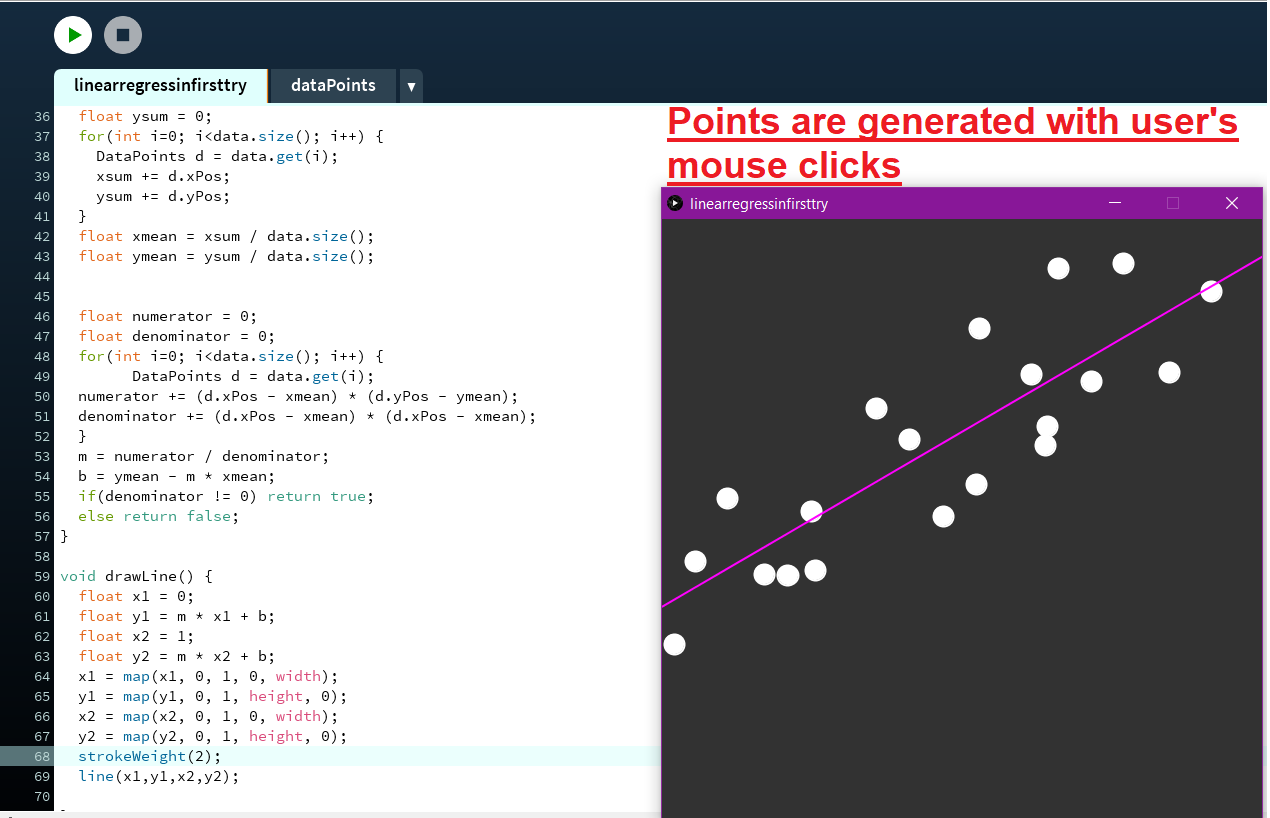 linearregressinfirsttry
dataPoints
▼
Points are generated with user's
mouse clicks
36 float ysum = 0;
37 for(int i=0; i<data.size(); i++) {
38 DataPoints d = data.get(i);
39 xsum += d.xPos;
40 ysum += d.yPos;
41 }
42 float xmean = xsum / data.size();
43 float ymean = ysum / data.size();
44
45
46 float numerator = 0;
47 float denominator = 0;
48 for(int i=0; i<data.size(); i++) {
49 DataPoints d = data.get(i);
50 numerator += (d.xPos - xmean) * (d.yPos - ymean);
51 denominator += (d.xPos - xmean) * (d.xPos - xmean);
52 }
53 m = numerator / denominator;
54 b = ymean - m * xmean;
55 if(denominator != 0) return true;
56 else return false;
57 }
58
59 void drawLine() {
60 float x1 = 0;
61 float y1 = m * x1 + b;
62 float x2 = 1;
63 float y2 = m * x2 + b;
64 x1 = map(x1, 0, 1, 0, width);
65 y1 = map(y1, 0, 1, height, 0);
66 x2 = map(x2, 0, 1, 0, width);
67 y2 = map(y2, 0, 1, height, 0);
68 strokeWeight(2);
69 line(x1,y1,x2,y2);
70
linearregressinfirsttry